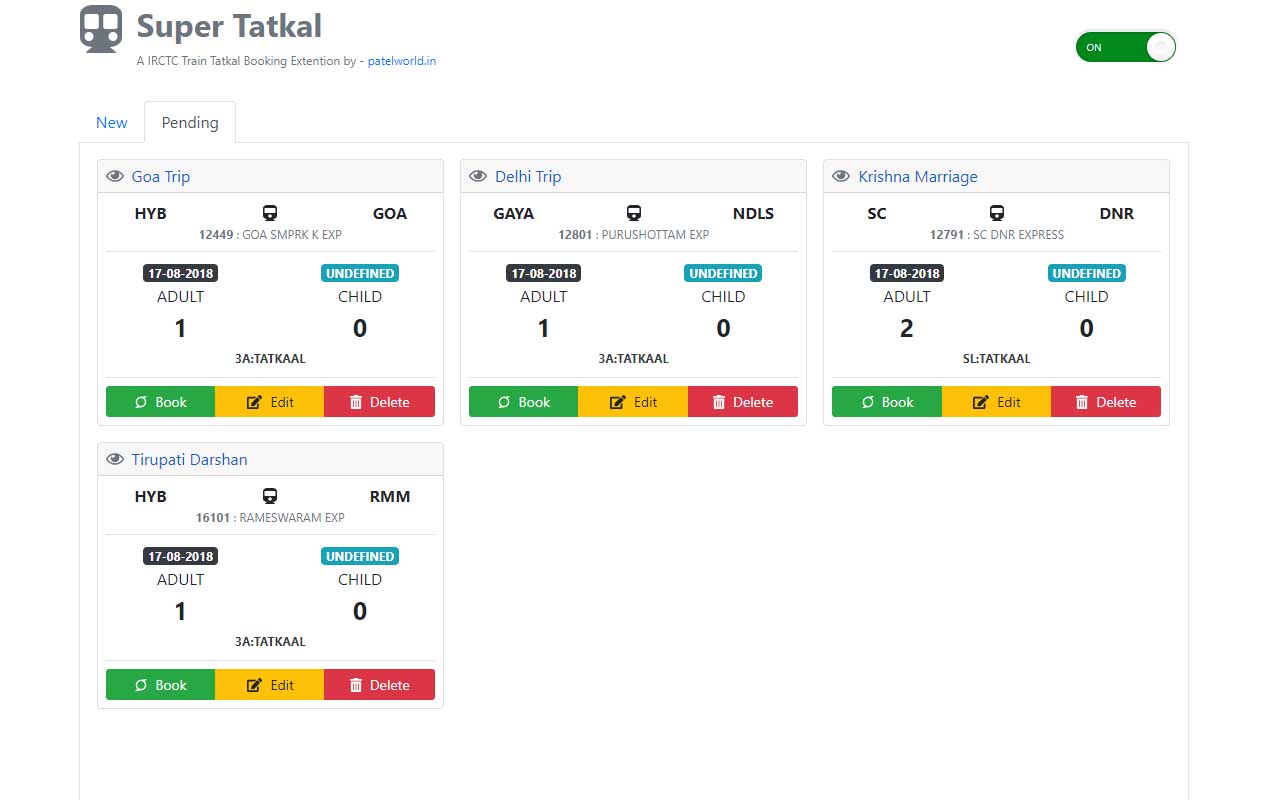 Super Tatkal
A IRCTC Train Tatkal Booking Extention by - patelworld.in
ON
New Pending
Goa Trip
HYB GOA
12449 : GOA SMPRK K EXP
17-08-2018 UNDEFINED
ADULT CHILD
1 0
3A:TATKAAL
Book Edit Delete
Delhi Trip
GAYA NDLS
12801 : PURUSHOTTAM EXP
17-08-2018 UNDEFINED
ADULT CHILD
1 0
3A:TATKAAL
Book Edit Delete
Krishna Marriage
SC DNR
12791 : SC DNR EXPRESS
17-08-2018 UNDEFINED
ADULT CHILD
2 0
SL:TATKAAL
Book Edit Delete
Tirupati Darshan
HYB RMM
16101 : RAMESWARAM EXP
17-08-2018 UNDEFINED
ADULT CHILD
1 0
3A:TATKAAL
Book Edit Delete